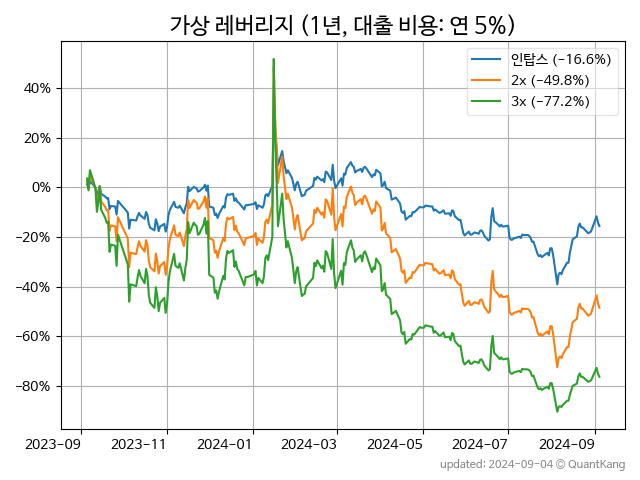 가상 레버리지 (1년, 대출 비용: 연 5%)
인탑스 (-16.6%)
2x (-49.8%)
3x (-77.2%)
40%
20%
0%
-20%
-40%
-60%
-80%
2023-09
2023-11
2024-01
2024-03
2024-05
2024-07
2024-09
updated: 2024-09-04 @ QuantKang